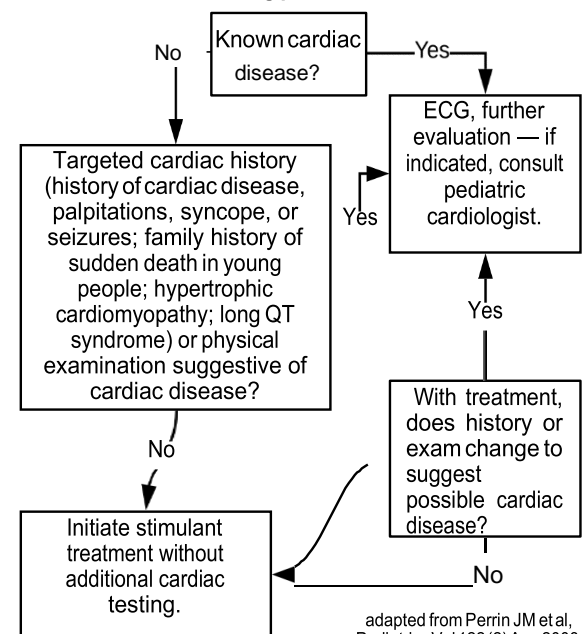 Known cardiac
disease?
No
Yes
ECG, further
evaluation — if
indicated, consult
pediatric
cardiologist.
Targeted cardiac history
(history of cardiac disease,
palpitations, syncope, or
seizures; family history of
sudden death in young
people; hypertrophic
cardiomyopathy; long QT
syndrome) or physical
examination suggestive of
cardiac disease?
Yes
Yes
With treatment,
does history or
exam change to
suggest
possible cardiac
disease?
No
Initiate stimulant
treatment without
additional cardiac
testing.
No
adapted from Perrin JM et al,